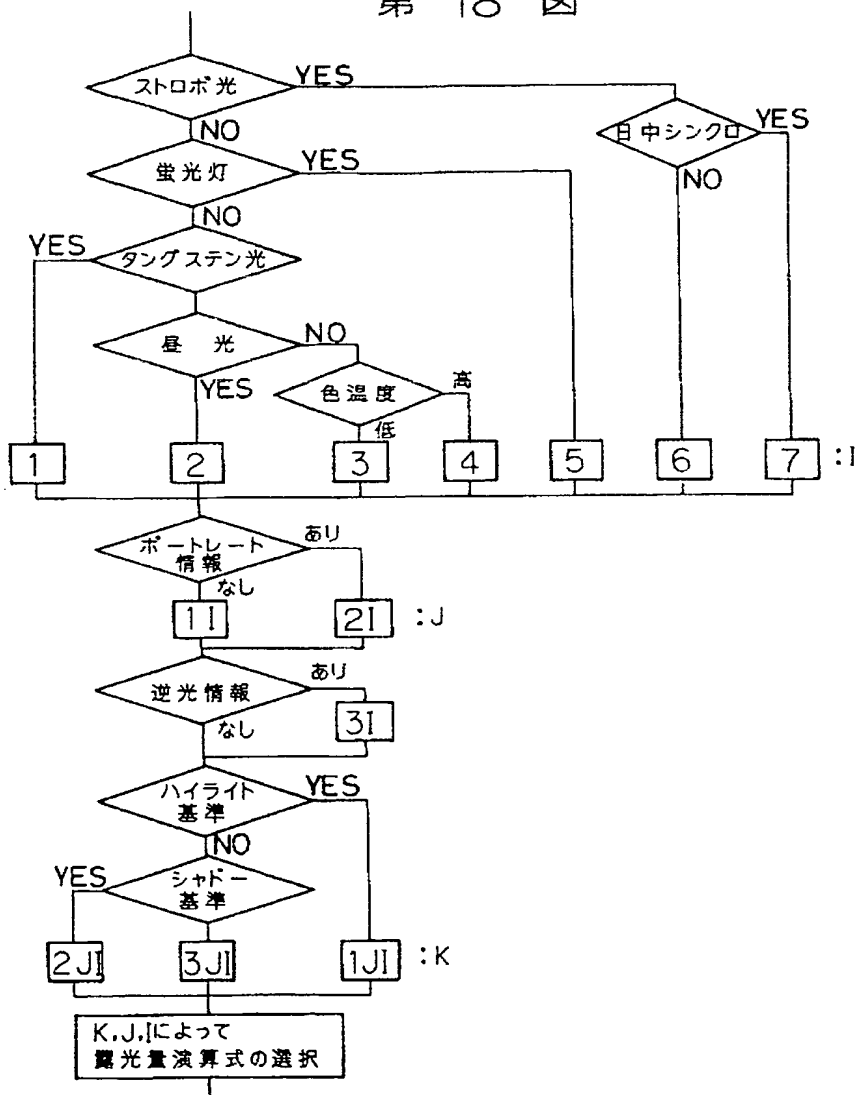 第 18 図
ストロボ光
YES
NO
日中シンクロ
YES
NO
蛍光灯
YES
NO
YES
タングステン光
昼光
NO
YES
色温度
高
低
1
2
3
4
5
6
7
:I
ポートレート
情報
あり
なし
1I
2I
:J
逆光情報
あり
なし
3I
ハイライト
基準
YES
NO
YES
シャドー
基準
2JI
3JI
1JI
:K
K.J.Iによって
露光量演算式の選択